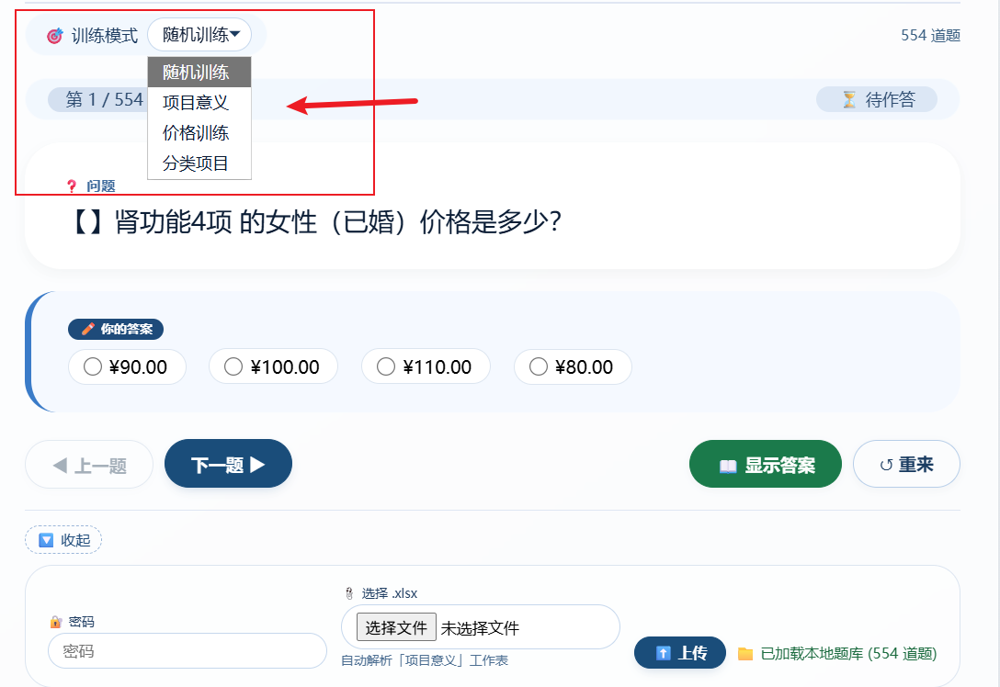 🎯 训练模式 随机训练 554 道题
随机训练
项目意义
价格训练
分类项目
第 1 / 554 ⏳ 待作答
❓ 问题
【】肾功能4项 的女性（已婚）价格是多少？
✏️ 你的答案
¥90.00 ¥100.00 ¥110.00 ¥80.00
◀ 上一题 下一题 ▶ 📖 显示答案 ↺ 重来
🔽 收起
🔐 密码
密码
📎 选择 .xlsx
选择文件 未选择文件
自动解析「项目意义」工作表
⬆️ 上传 📁 已加载本地题库 (554 道题)